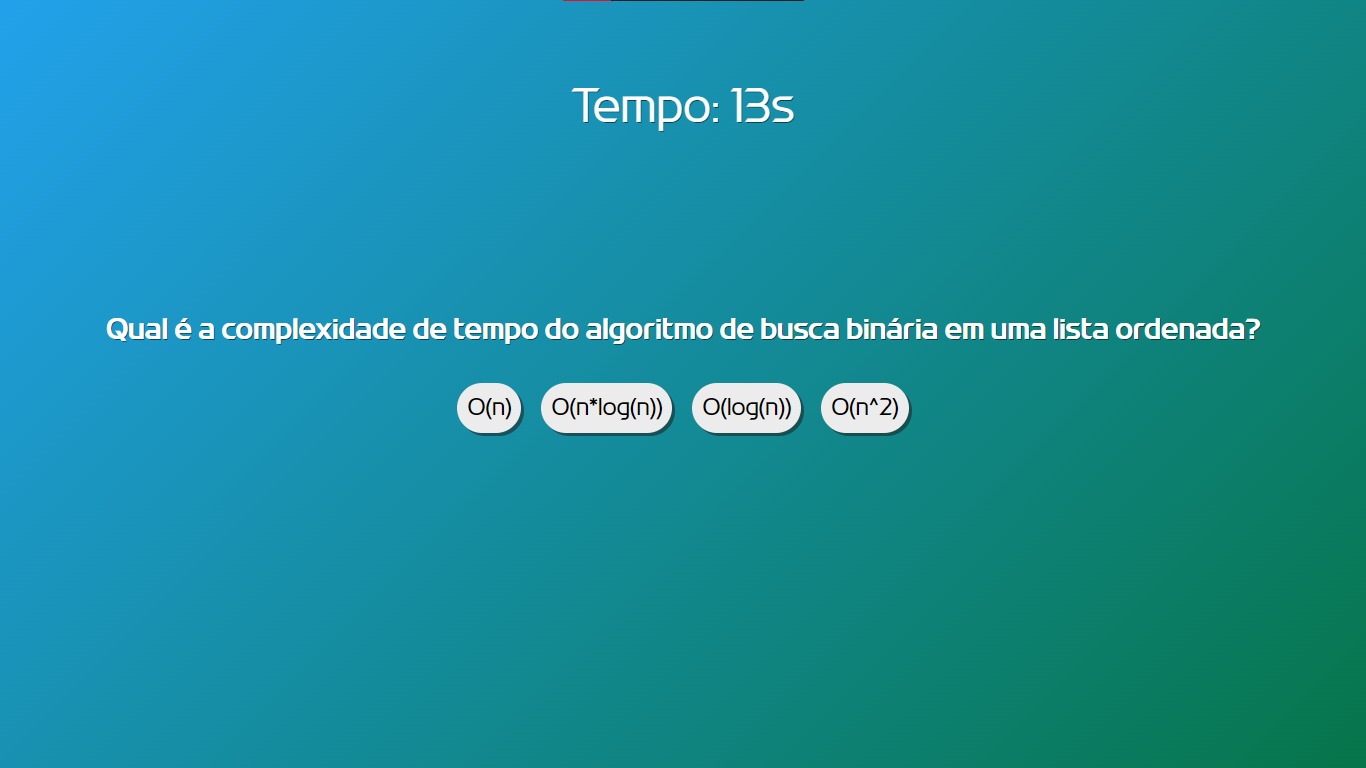 Tempo: 13s
Qual é a complexidade de tempo do algoritmo de busca binária em uma lista ordenada?
O(n) O(n*log(n)) O(log(n)) O(n^2)